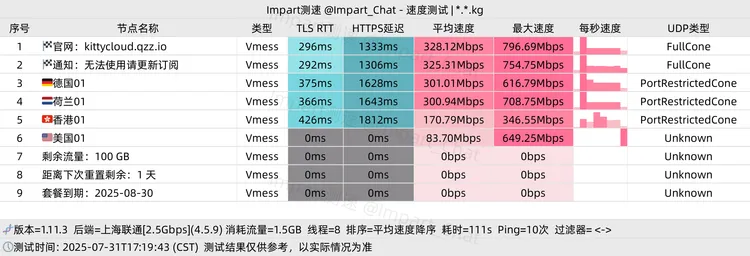 Impart测速 @Impart_Chat - 速度测试 | *.*.kg
序号 节点名称 类型 TLS RTT HTTPS延迟 平均速度 最大速度 每秒速度 UDP类型
1 🏁官网：kittycloud.qzz.io Vmess 296ms 1333ms 328.12Mbps 796.69Mbps FullCone
2 🏁通知：无法使用请更新订阅 Vmess 292ms 1306ms 325.31Mbps 754.75Mbps FullCone
3 🇩🇪德国01 Vmess 375ms 1628ms 301.01Mbps 616.79Mbps PortRestrictedCone
4 🇳🇱荷兰01 Vmess 366ms 1643ms 300.94Mbps 708.75Mbps PortRestrictedCone
5 🇭🇰香港01 Vmess 426ms 1812ms 170.79Mbps 346.55Mbps PortRestrictedCone
6 🇺🇸美国01 Vmess 0ms 0ms 83.70Mbps 649.25Mbps Unknown
7 剩余流量：100 GB Vmess 0ms 0ms 0bps 0bps Unknown
8 距离下次重置剩余：1 天 Vmess 0ms 0ms 0bps 0bps Unknown
9 套餐到期：2025-08-30 Vmess 0ms 0ms 0bps 0bps Unknown
版本=1.11.3 后端=上海联通[2.5Gbps](4.5.9) 消耗流量=1.5GB 线程=8 排序=平均速度降序 耗时=111s Ping=10次 过滤器= <->
测试时间: 2025-07-31T17:19:43 (CST) 测试结果仅供参考，以实际情况为准